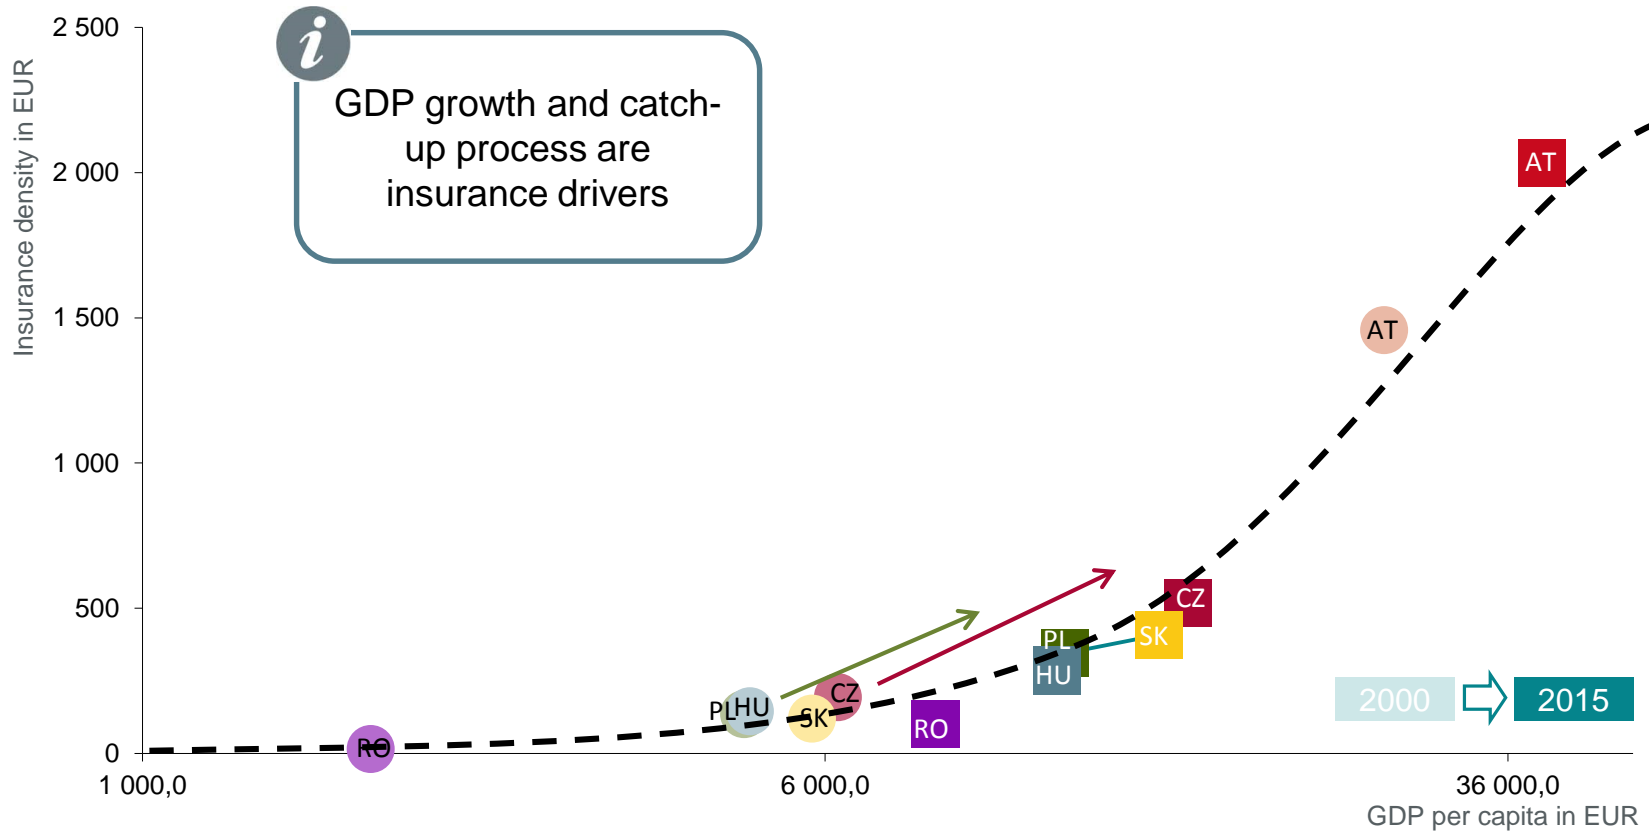 2 500
Insurance density in EUR
i
GDP growth and catch-
up process are
insurance drivers
2 000
AT
1 500
AT
1 000
500
CZ
PL
SK
HU
CZ
PL
HU
SK
RO
RO
2000
2015
0
1 000,0
6 000,0
36 000,0
GDP per capita in EUR